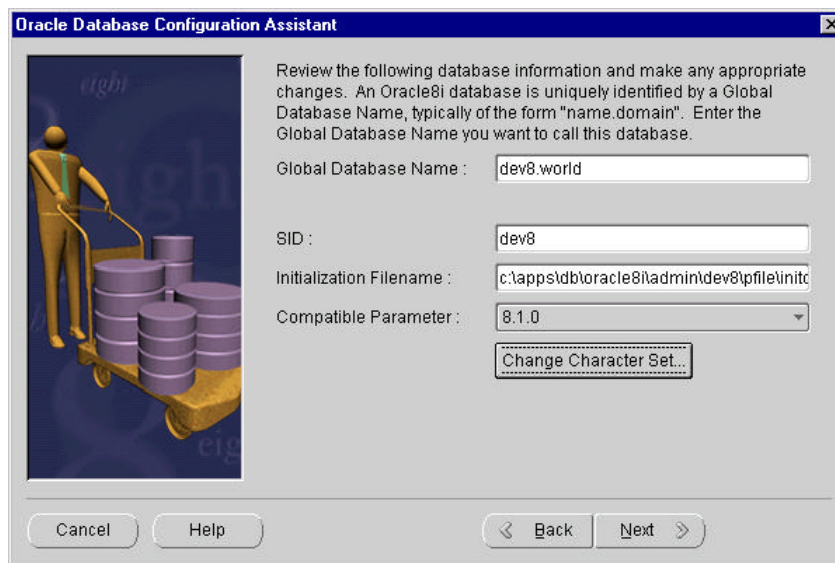 Oracle Database Configuration Assistant
eight
Review the following database information and make any appropriate
changes. An Oracle8i database is uniquely identified by a Global
Database Name, typically of the form "name.domain". Enter the
Global Database Name you want to call this database.
Global Database Name :
dev8.world
SID :
dev8
Initialization Filename :
c:\apps\db\oracle8i\admin\dev8\pfile\initd
Compatible Parameter :
8.1.0
Change Character Set...
eight
Cancel
Help
Back
Next